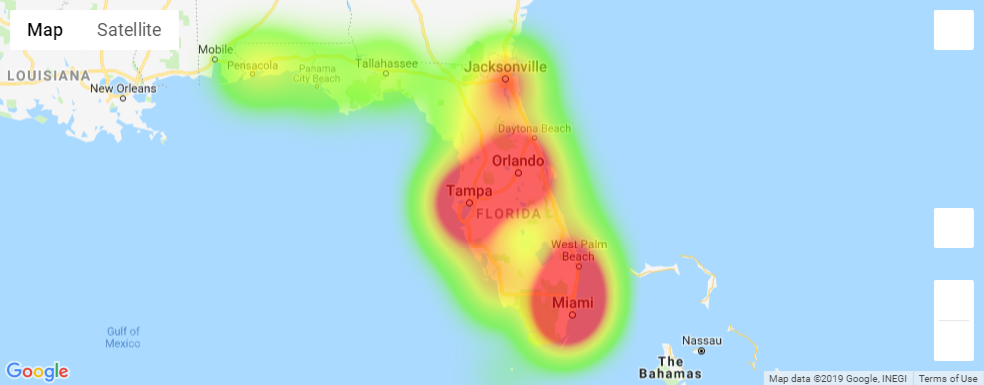 Map
Satellite
Mobile
Pensacola
Panama
City Beach
Tallahassee
Jacksonville
LOUISIANA
New Orleans
Daytona Beach
Orlando
Tampa
FLORIDA
West Palm
Beach
Miami
Gulf of
Mexico
Nassau
The
Bahamas
Google
Map data ©2019 Google, INEGI
Terms of Use